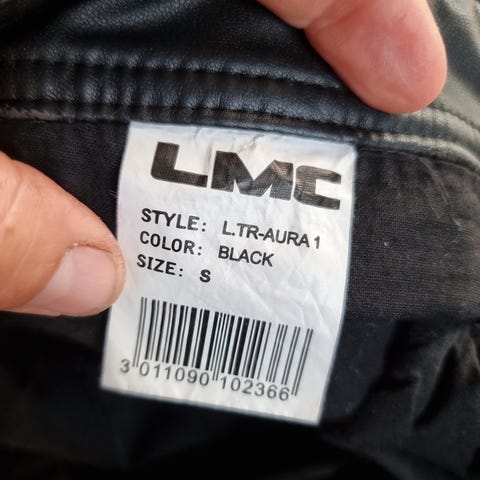 LMC
STYLE: L.TR-AURA 1
COLOR: BLACK
SIZE: S
3 011090 102366